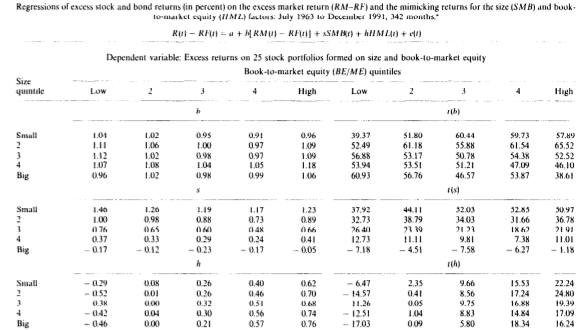 Regressions of excess stock and bond returns (in percent) on the excess market return (RM–RF) and the mimicking returns for the size (SMB) and book-
to-market equity (HML) factors: July 1963 to December 1991, 342 months.ᵃ
R(t) − RF(t) = a + b[RM(t) − RF(t)] + sSMB(t) + hHML(t) + e(t)
Dependent variable: Excess returns on 25 stock portfolios formed on size and book-to-market equity
Book-to-market equity (BE/ME) quintiles
Size
quintile Low 2 3 4 High Low 2 3 4 High
b t(b)
Small 1.04 1.02 0.95 0.91 0.96 39.37 51.80 60.44 59.73 57.89
2 1.11 1.06 1.00 0.97 1.09 52.49 61.18 55.88 61.54 65.52
3 1.12 1.02 0.98 0.97 1.09 56.88 53.17 50.78 54.38 52.52
4 1.07 1.08 1.04 1.05 1.18 53.94 53.51 51.21 47.09 46.10
Big 0.96 1.02 0.98 0.99 1.06 60.93 56.76 46.57 53.87 38.61
s t(s)
Small 1.46 1.26 1.19 1.17 1.23 37.92 44.11 52.03 52.85 50.97
2 1.00 0.98 0.88 0.73 0.89 32.73 38.79 34.03 31.66 36.78
3 0.76 0.65 0.60 0.48 0.66 26.40 23.39 21.23 18.62 21.91
4 0.37 0.33 0.29 0.24 0.41 12.73 11.11 9.81 7.38 11.01
Big − 0.17 − 0.12 − 0.23 − 0.17 − 0.05 − 7.18 − 4.51 − 7.58 − 6.27 − 1.18
h t(h)
Small − 0.29 0.08 0.26 0.40 0.62 − 6.47 2.35 9.66 15.53 22.24
2 − 0.52 0.01 0.26 0.46 0.70 − 14.57 0.41 8.56 17.24 24.80
3 0.38 0.00 0.32 0.51 0.68 11.26 0.05 9.75 16.88 19.39
4 − 0.42 0.04 0.30 0.56 0.74 − 12.51 1.04 8.83 14.84 17.09
Big − 0.46 0.00 0.21 0.57 0.76 − 17.03 0.09 5.80 18.34 16.24